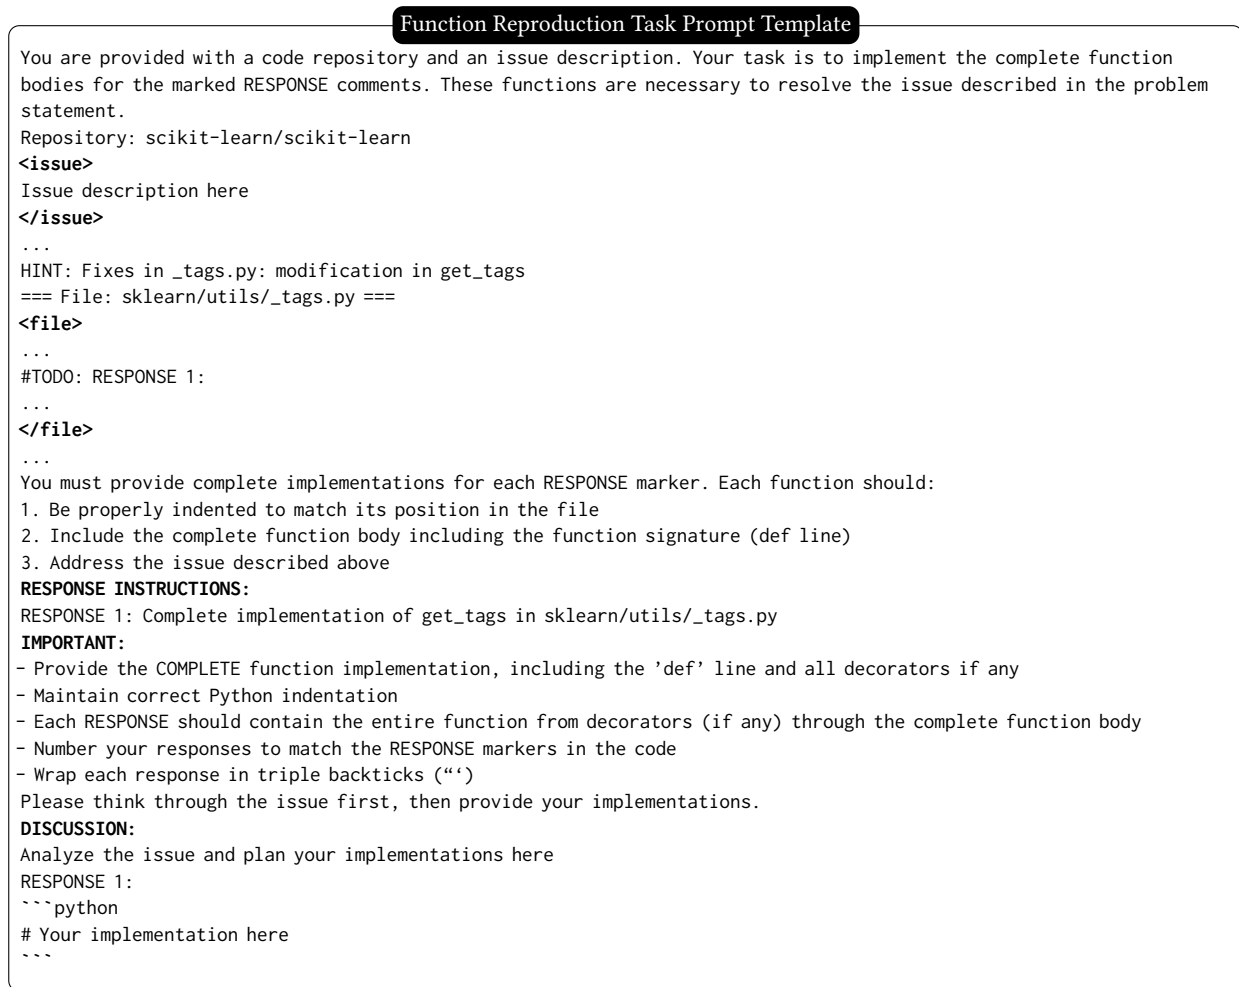 Function Reproduction Task Prompt Template
You are provided with a code repository and an issue description. Your task is to implement the complete function
bodies for the marked RESPONSE comments. These functions are necessary to resolve the issue described in the problem
statement.
Repository: scikit-learn/scikit-learn
<issue>
Issue description here
</issue>
...
HINT: Fixes in _tags.py: modification in get_tags
=== File: sklearn/utils/_tags.py ===
<file>
...
#TODO: RESPONSE 1:
...
</file>
...
You must provide complete implementations for each RESPONSE marker. Each function should:
1. Be properly indented to match its position in the file
2. Include the complete function body including the function signature (def line)
3. Address the issue described above
RESPONSE INSTRUCTIONS:
RESPONSE 1: Complete implementation of get_tags in sklearn/utils/_tags.py
IMPORTANT:
- Provide the COMPLETE function implementation, including the ’def’ line and all decorators if any
- Maintain correct Python indentation
- Each RESPONSE should contain the entire function from decorators (if any) through the complete function body
- Number your responses to match the RESPONSE markers in the code
- Wrap each response in triple backticks (“‘)
Please think through the issue first, then provide your implementations.
DISCUSSION:
Analyze the issue and plan your implementations here
RESPONSE 1:
```python
# Your implementation here
```